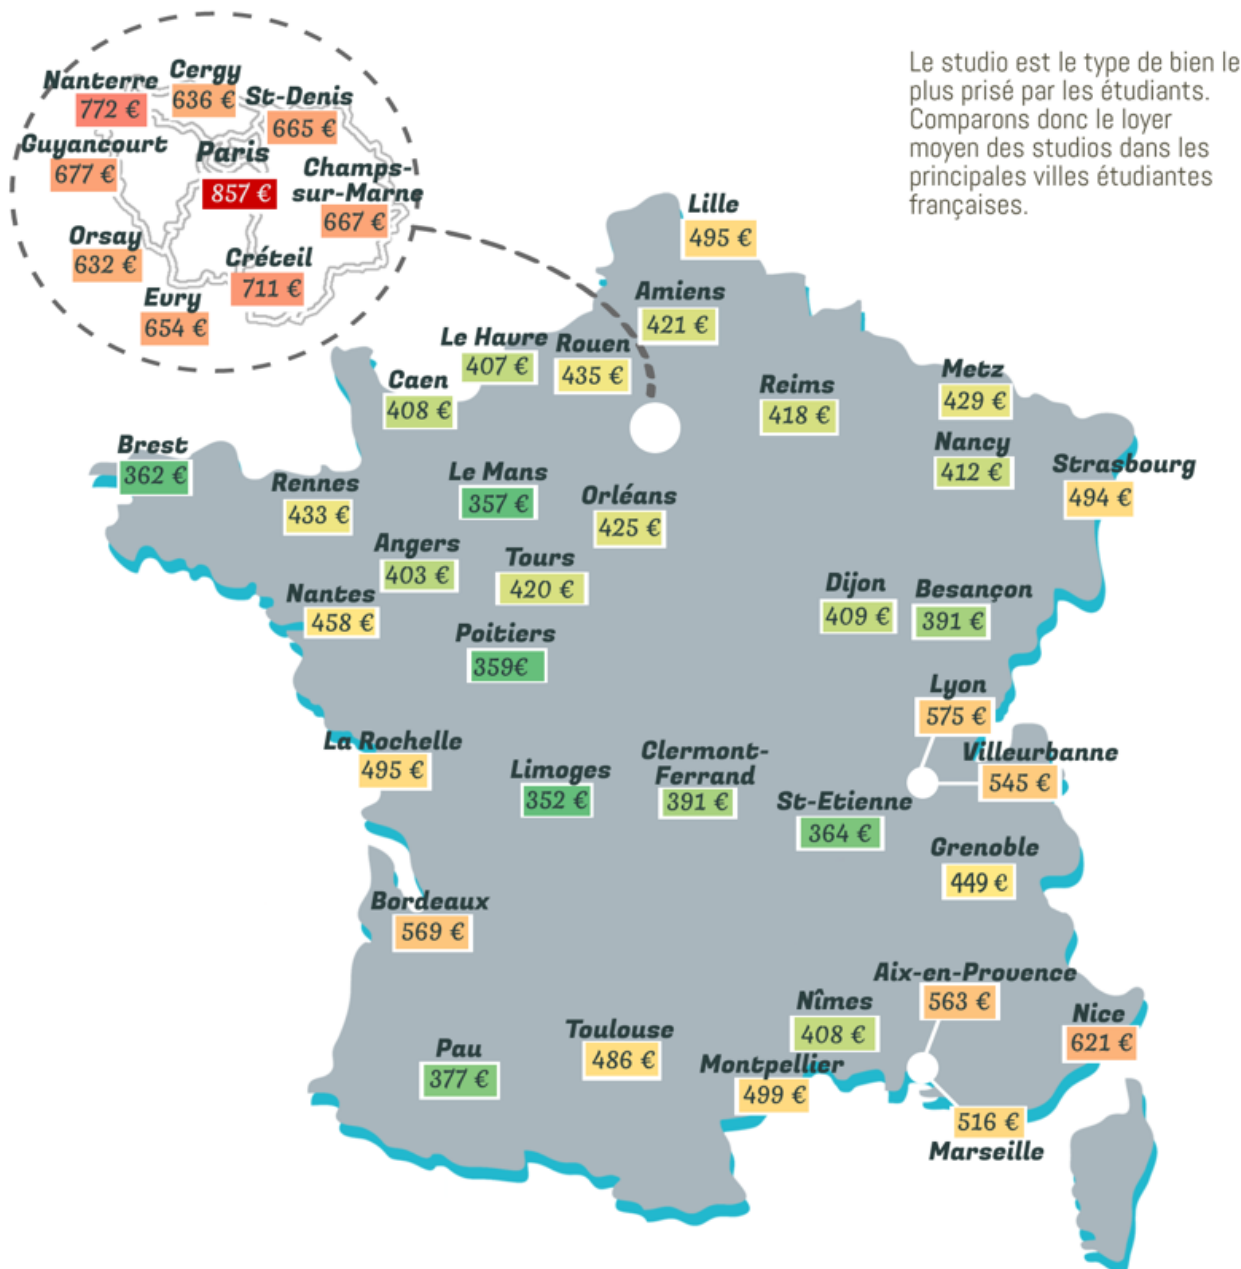 Le studio est le type de bien le
plus prisé par les étudiants.
Comparons donc le loyer
moyen des studios dans les
principales villes étudiantes
françaises.
Nanterre
772 €
Cergy
636 €
St-Denis
665 €
Guyancourt
677 €
Paris
857 €
Champs-
sur-Marne
667 €
Orsay
632 €
Créteil
711 €
Evry
654 €
Lille
495 €
Amiens
421 €
Le Havre
407 €
Rouen
435 €
Caen
408 €
Reims
418 €
Metz
429 €
Nancy
412 €
Strasbourg
494 €
Brest
362 €
Rennes
433 €
Le Mans
357 €
Orléans
425 €
Angers
403 €
Tours
420 €
Nantes
458 €
Dijon
409 €
Besançon
391 €
Poitiers
359€
Lyon
575 €
Villeurbanne
545 €
La Rochelle
495 €
Limoges
352 €
Clermont-
Ferrand
391 €
St-Etienne
364 €
Grenoble
449 €
Bordeaux
569 €
Aix-en-Provence
563 €
Nîmes
408 €
Nice
621 €
Pau
377 €
Toulouse
486 €
Montpellier
499 €
516 €
Marseille